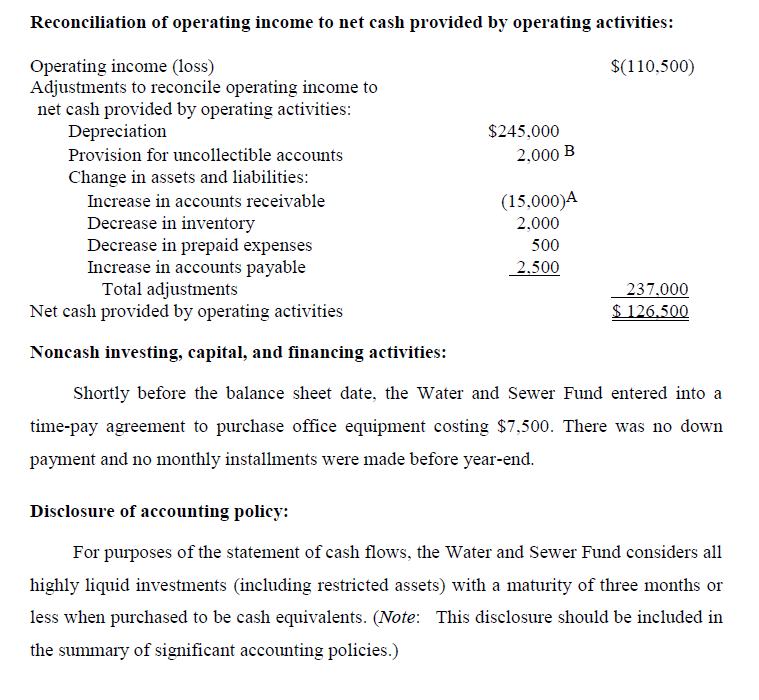 Reconciliation of operating income to net cash provided by operating activities:
Operating income (loss) $(110,500)
Adjustments to reconcile operating income to
net cash provided by operating activities:
Depreciation $245,000
Provision for uncollectible accounts 2,000 B
Change in assets and liabilities:
Increase in accounts receivable (15,000)A
Decrease in inventory 2,000
Decrease in prepaid expenses 500
Increase in accounts payable 2,500
Total adjustments 237,000
Net cash provided by operating activities $ 126,500
Noncash investing, capital, and financing activities:
Shortly before the balance sheet date, the Water and Sewer Fund entered into a
time-pay agreement to purchase office equipment costing $7,500. There was no down
payment and no monthly installments were made before year-end.
Disclosure of accounting policy:
For purposes of the statement of cash flows, the Water and Sewer Fund considers all
highly liquid investments (including restricted assets) with a maturity of three months or
less when purchased to be cash equivalents. (Note: This disclosure should be included in
the summary of significant accounting policies.)